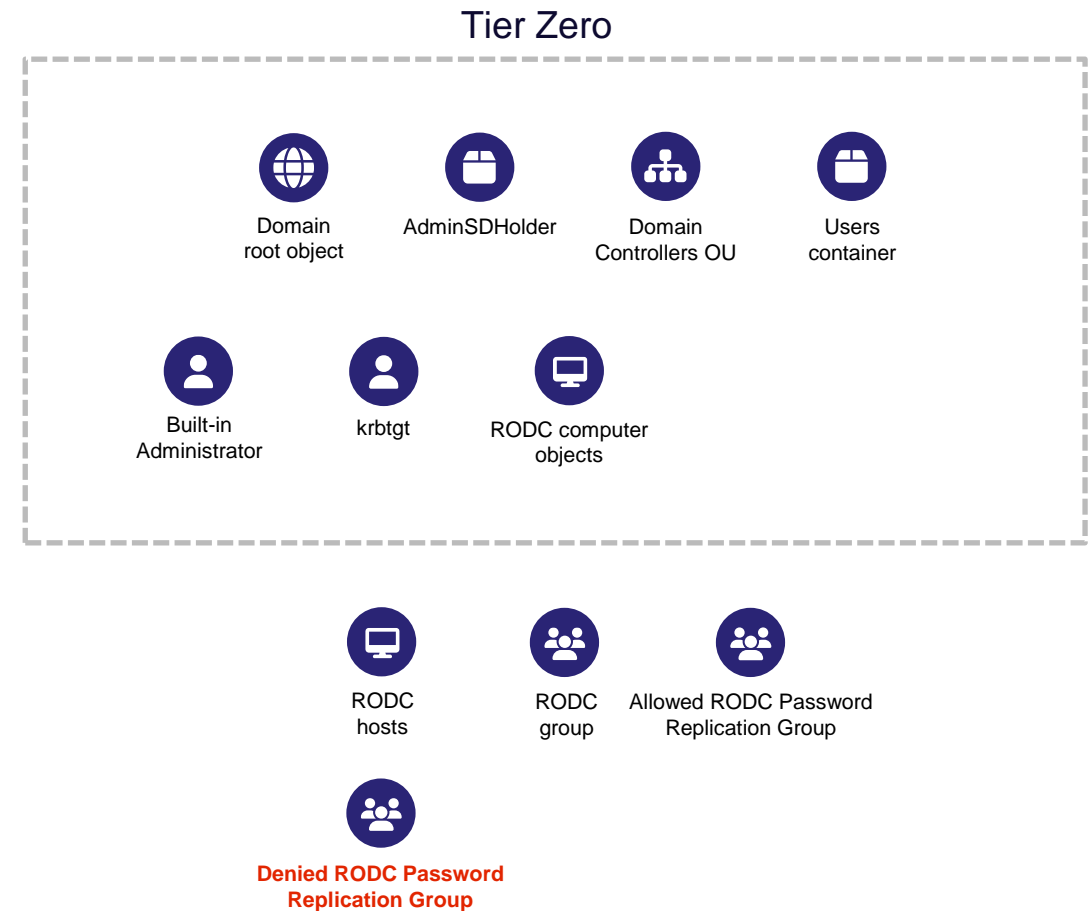 Tier Zero
Domain
root object
AdminSDHolder
Domain
Controllers OU
Users
container
Built-in
Administrator
krbtgt
RODC computer
objects
RODC
hosts
RODC
group
Allowed RODC Password
Replication Group
Denied RODC Password
Replication Group